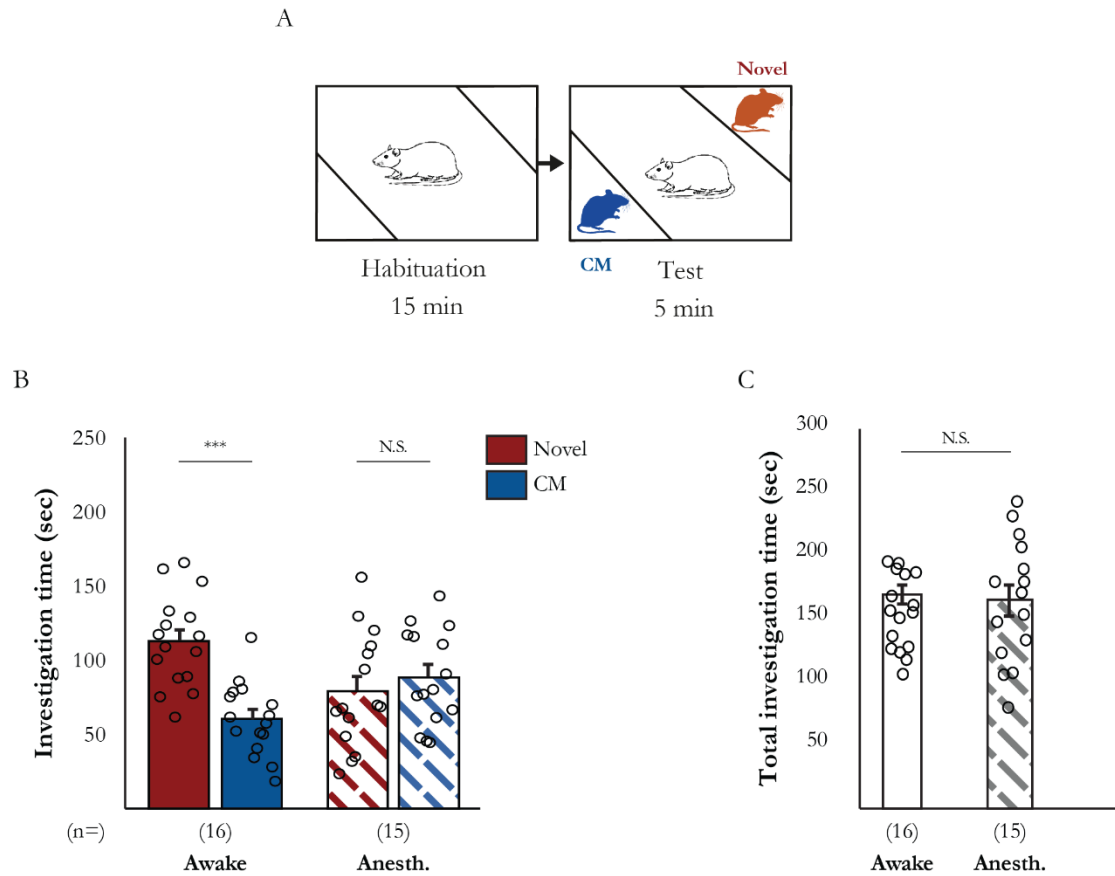 A
Novel
CM
Habituation
15 min
Test
5 min
B
Investigation time (sec)
250
200
150
100
50
***
N.S.
Novel
CM
(n=)
(16)
(15)
Awake
Anesth.
C
Total investigation time (sec)
300
250
200
150
100
50
N.S.
(16)
(15)
Awake
Anesth.